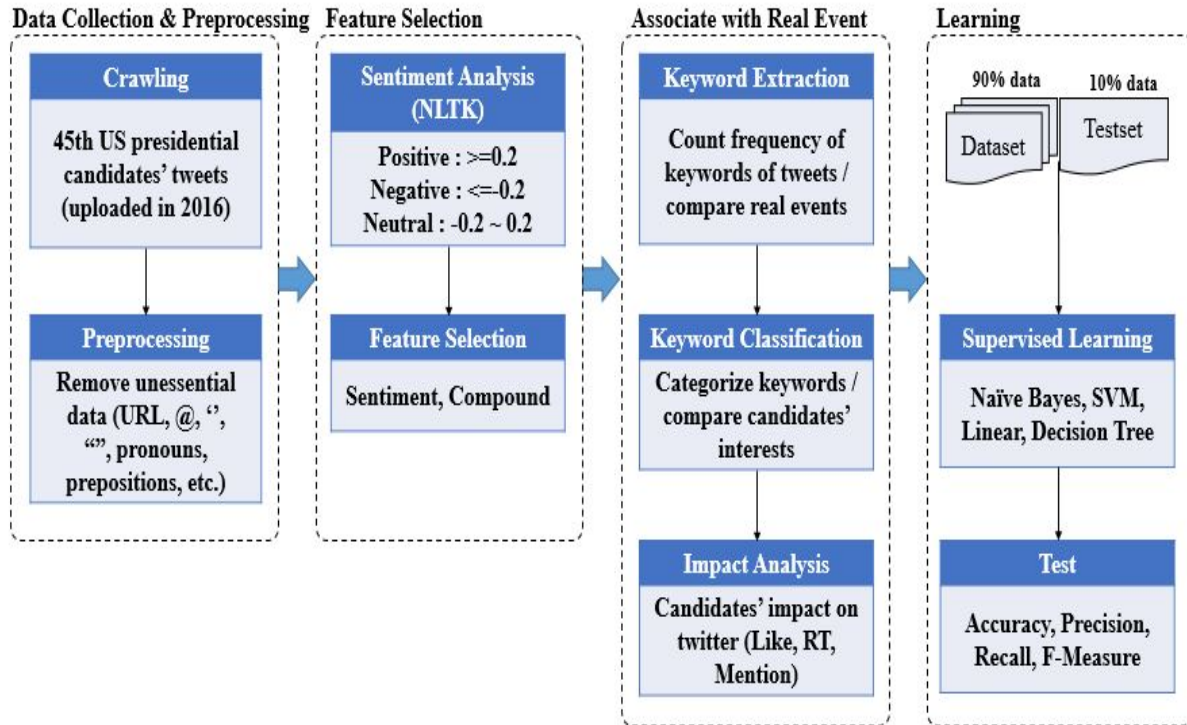 Data Collection & Preprocessing
Crawling
45th US presidential
candidates' tweets
(uploaded in 2016)
Preprocessing
Remove unessential
data (URL, @, ‘’,
“”, pronouns,
prepositions, etc.)
Feature Selection
Sentiment Analysis
(NLTK)
Positive : >=0.2
Negative : <=-0.2
Neutral : -0.2 ~ 0.2
Feature Selection
Sentiment, Compound
Associate with Real Event
Keyword Extraction
Count frequency of
keywords of tweets /
compare real events
Keyword Classification
Categorize keywords /
compare candidates’
interests
Impact Analysis
Candidates’ impact on
twitter (Like, RT,
Mention)
Learning
90% data
10% data
Dataset
Testset
Supervised Learning
Naïve Bayes, SVM,
Linear, Decision Tree
Test
Accuracy, Precision,
Recall, F-Measure